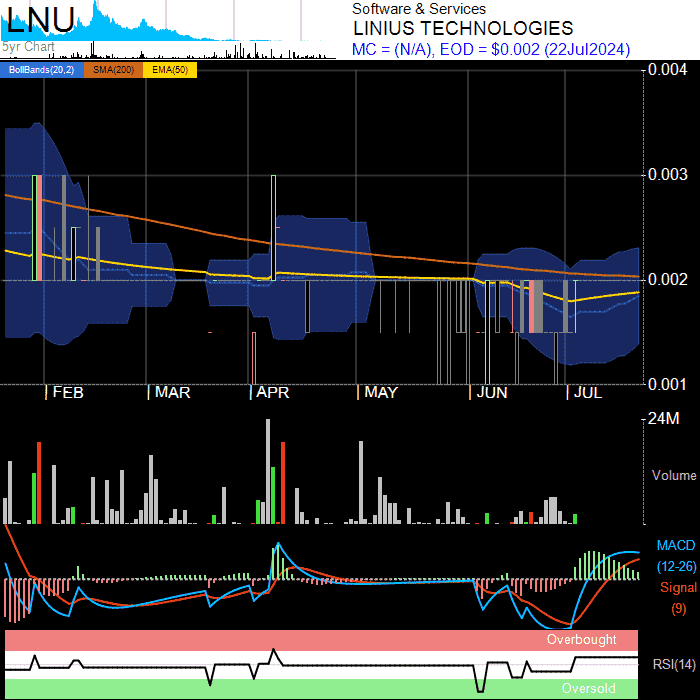 LNU
Software & Services
LINIUS TECHNOLOGIES
5yr Chart
MC = (N/A), EOD = $0.002 (22Jul2024)
BollBands(20,2) SMA(200) EMA(50)
0.004
0.003
0.002
0.001
FEB MAR APR MAY JUN JUL
24M
Volume
MACD
(12-26)
Signal
(9)
Overbought
RSI(14)
Oversold